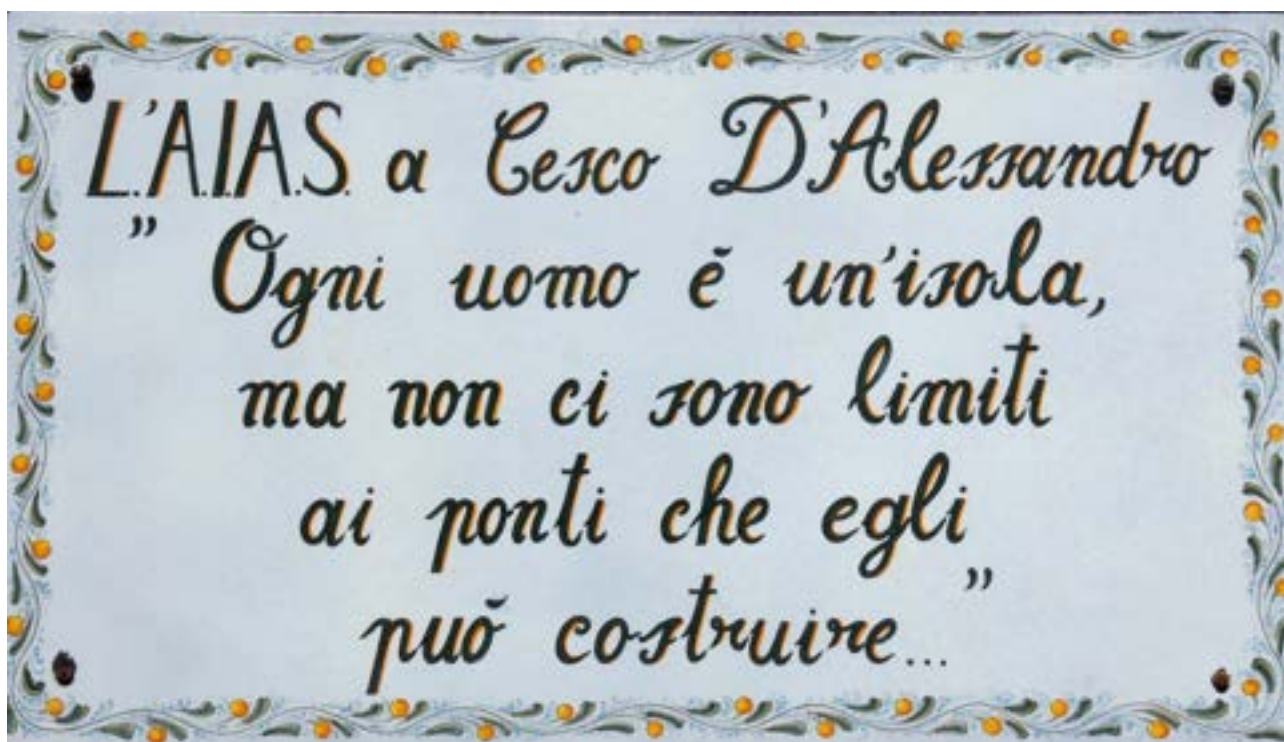 L'A.I.A.S. a Cesco D'Alessandro
" Ogni uomo è un'isola,
ma non ci sono limiti
ai ponti che egli
può costruire... "